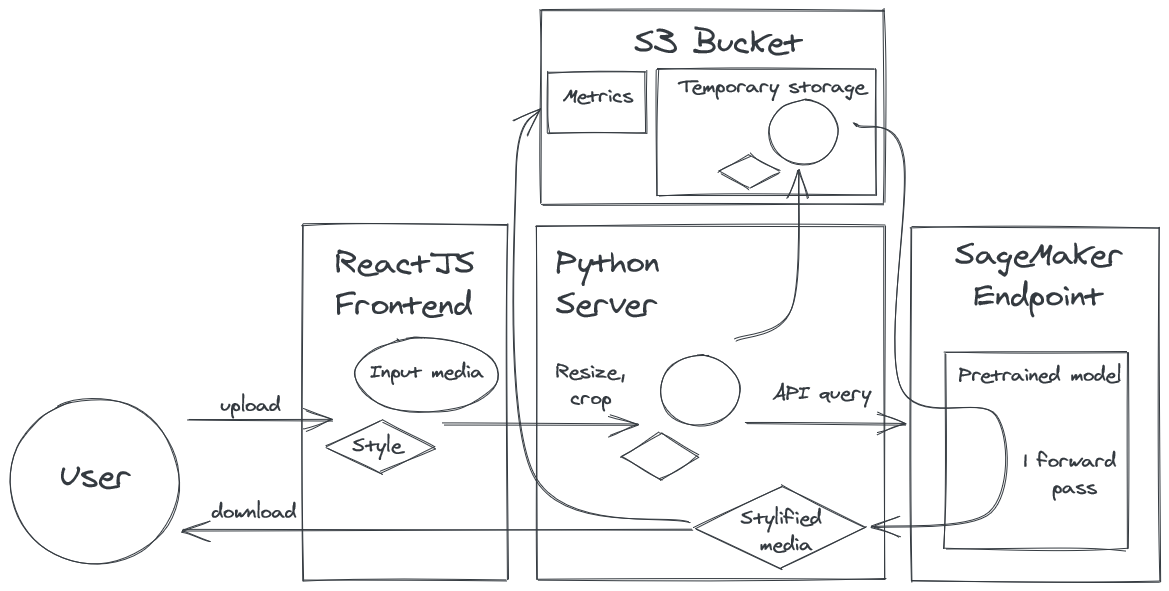 S3 Bucket
Metrics
Temporary storage
ReactJS
Frontend
Input media
Style
Python
Server
Resize,
crop
API query
SageMaker
Endpoint
Pretrained model
1 forward
pass
User
upload
download
Stylified
media